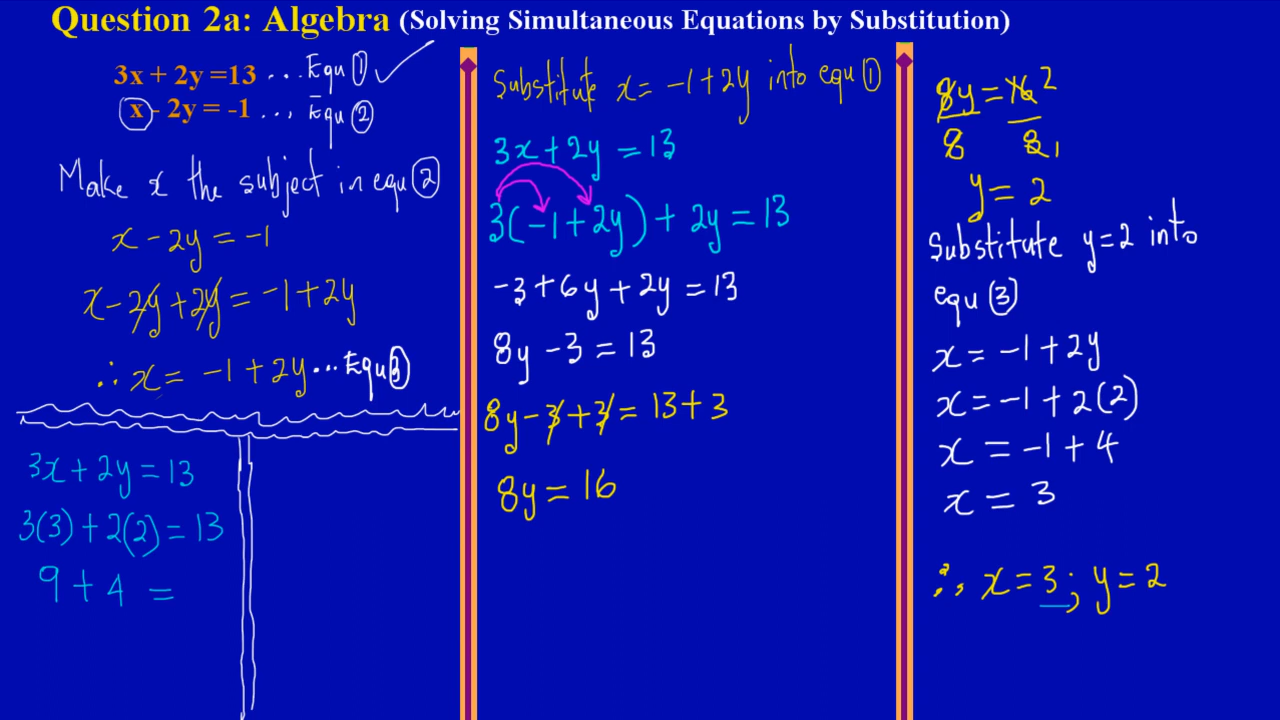 Question 2a: Algebra (Solving Simultaneous Equations by Substitution)
3x + 2y =13 ... Equ ①
x - 2y = -1 ... Equ ②
Make x the subject in equ ②
x - 2y = -1
x - 2y + 2y = -1 + 2y
∴ x = -1 + 2y ... Equ ③
3x + 2y = 13
3(3) + 2(2) = 13
9 + 4 =
Substitute x = -1 + 2y into equ ①
3x + 2y = 13
3(-1 + 2y) + 2y = 13
-3 + 6y + 2y = 13
8y - 3 = 13
8y - 3 + 3 = 13 + 3
8y = 16
8y = 16 2
8 8 1
y = 2
Substitute y = 2 into
equ ③
x = -1 + 2y
x = -1 + 2(2)
x = -1 + 4
x = 3
∴ x = 3; y = 2